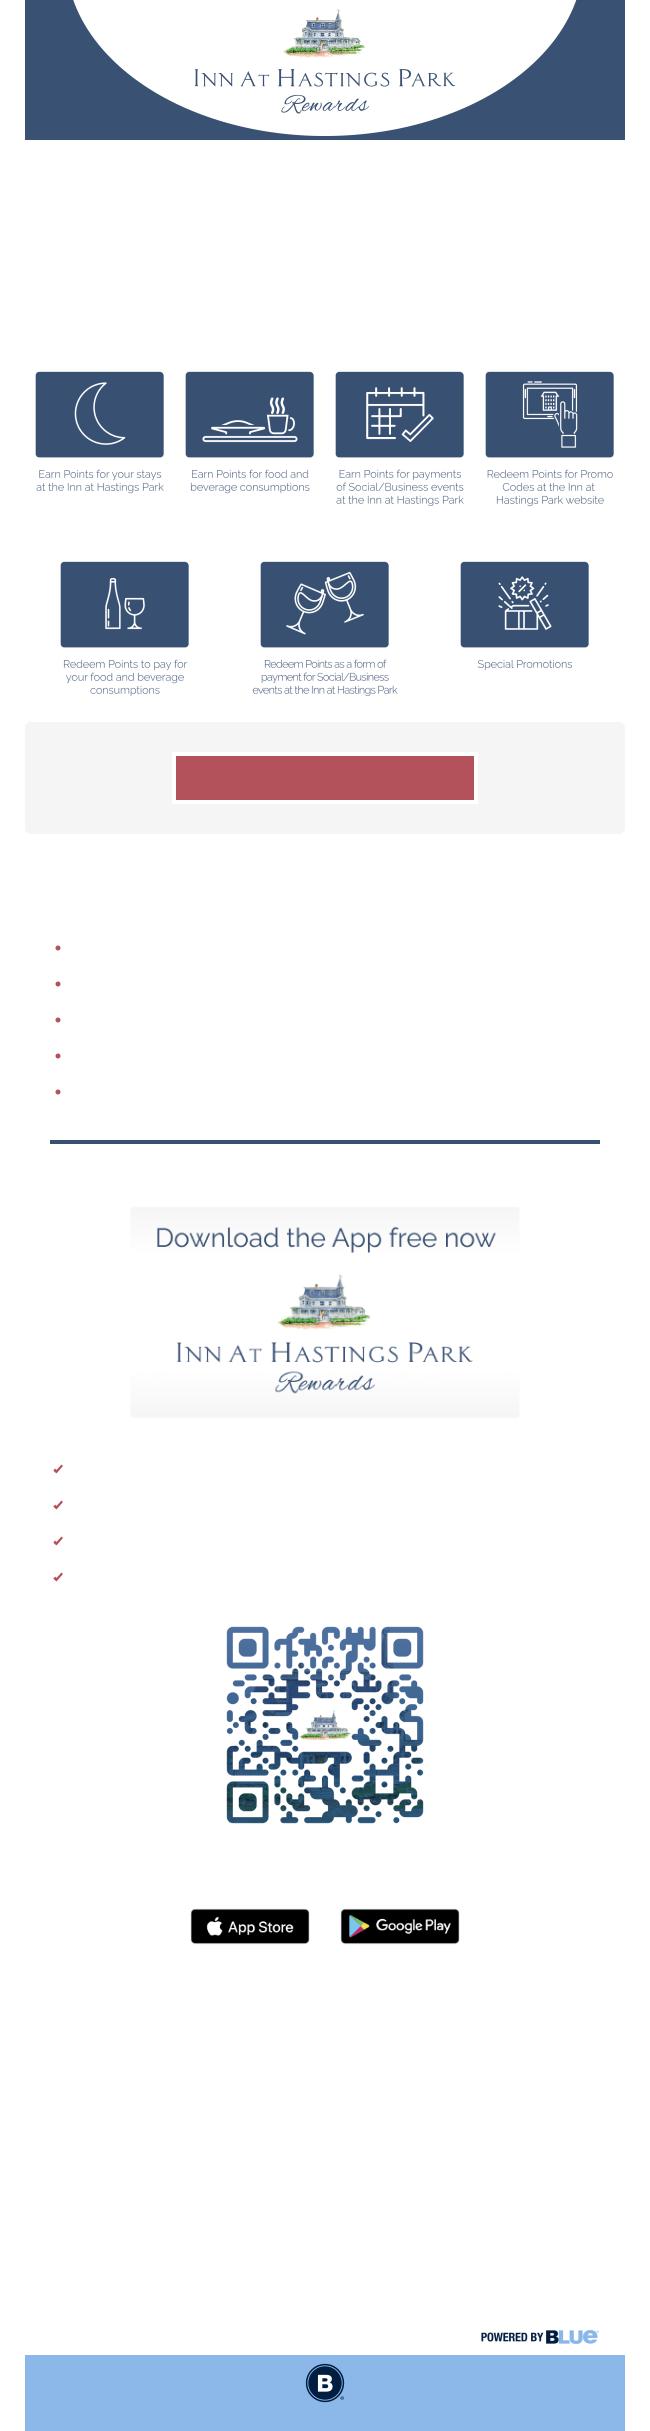 INN AT HASTINGS PARK
Rewards
Earn Points for your stays
at the Inn at Hastings Park
Earn Points for food and
beverage consumptions
Earn Points for payments
of Social/Business events
at the Inn at Hastings Park
Redeem Points for Promo
Codes at the Inn at
Hastings Park website
Redeem Points to pay for
your food and beverage
consumptions
Redeem Points as a form of
payment for Social/Business
events at the Inn at Hastings Park
Special Promotions
Download the App free now
INN AT HASTINGS PARK
Rewards
App Store
Google Play
POWERED BY BLUe
B